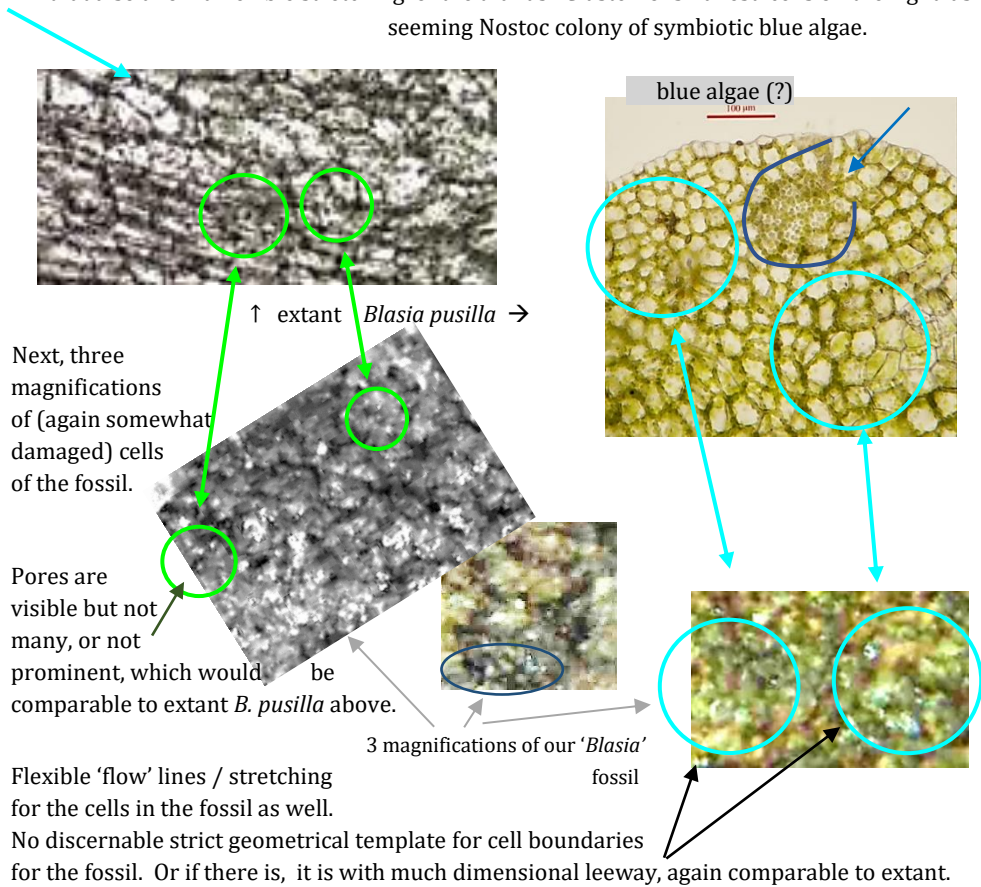 seeming Nostoc colony of symbiotic blue algae.
blue algae (?)
100 µm
↑ extant Blasia pusilla →
Next, three
magnifications
of (again somewhat
damaged) cells
of the fossil.
Pores are
visible but not
many, or not
prominent, which would be
comparable to extant B. pusilla above.
3 magnifications of our ‘Blasia’
fossil
Flexible ‘flow’ lines / stretching
for the cells in the fossil as well.
No discernable strict geometrical template for cell boundaries
for the fossil. Or if there is, it is with much dimensional leeway, again comparable to extant.